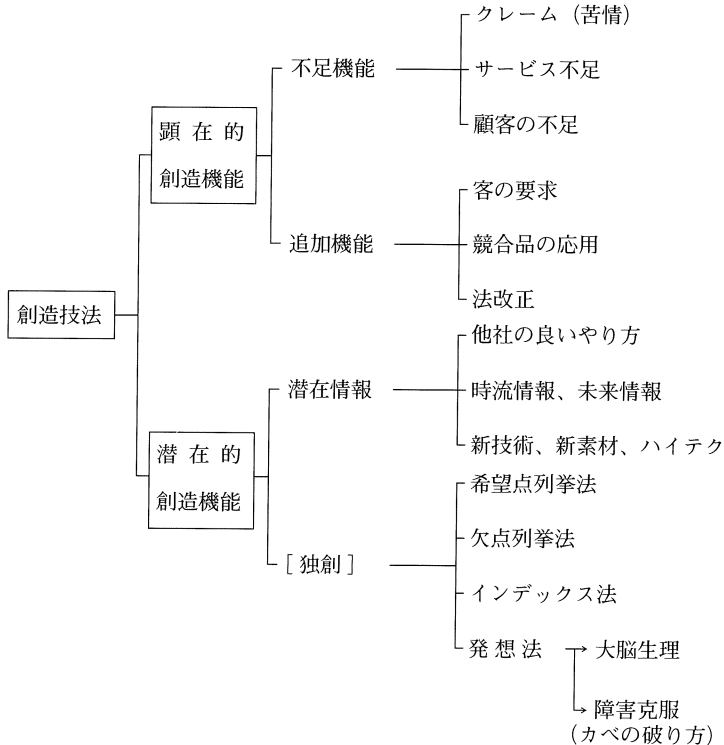 創造技法
顕在的
創造機能
不足機能
クレーム（苦情）
サービス不足
顧客の不足
追加機能
客の要求
競合品の応用
法改正
潜在的
創造機能
潜在情報
他社の良いやり方
時流情報、未来情報
新技術、新素材、ハイテク
［独創］
希望点列挙法
欠点列挙法
インデックス法
発想法
大脳生理
障害克服
（カベの破り方）